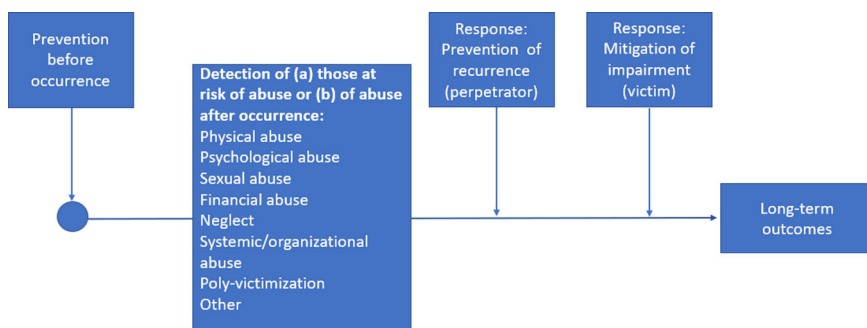 Prevention
before
occurrence
Detection of (a) those at
risk of abuse or (b) of abuse
after occurrence:
Physical abuse
Psychological abuse
Sexual abuse
Financial abuse
Neglect
Systemic/organizational
abuse
Poly-victimization
Other
Response:
Prevention of
recurrence
(perpetrator)
Response:
Mitigation of
impairment
(victim)
Long-term
outcomes